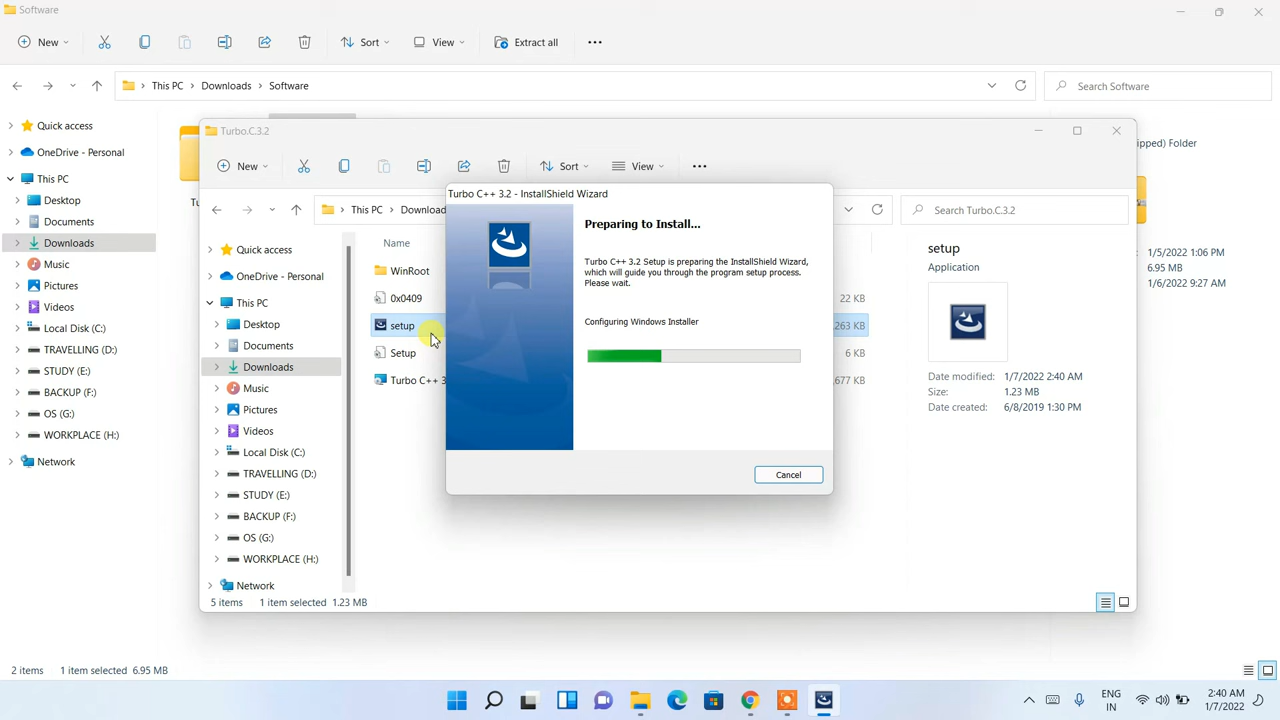 Software
New
Sort
View
Extract all
This PC > Downloads > Software
Search Software
Quick access
OneDrive - Personal
This PC
Desktop
Documents
Downloads
Music
Pictures
Videos
Local Disk (C:)
TRAVELLING (D:)
STUDY (E:)
BACKUP (F:)
OS (G:)
WORKPLACE (H:)
Network
2 items 1 item selected 6.95 MB
1/5/2022 1:06 PM
6.95 MB
1/6/2022 9:27 AM
Turbo.C.3.2
New
Sort
View
This PC >
Search Turbo.C.3.2
Quick access
OneDrive - Personal
This PC
Desktop
Documents
Downloads
Music
Pictures
Videos
Local Disk (C:)
TRAVELLING (D:)
STUDY (E:)
BACKUP (F:)
OS (G:)
WORKPLACE (H:)
Network
Name
WinRoot
0x0409
22 KB
setup
Setup
6 KB
Turbo C++
5 items 1 item selected 1.23 MB
setup
Application
Date modified: 1/7/2022 2:40 AM
Size: 1.23 MB
Date created: 6/8/2019 1:30 PM
Turbo C++ 3.2 - InstallShield Wizard
Preparing to Install...
Turbo C++ 3.2 Setup is preparing the InstallShield Wizard,
which will guide you through the program setup process.
Please wait.
Configuring Windows Installer
Cancel
ENG
IN
2:40 AM
1/7/2022